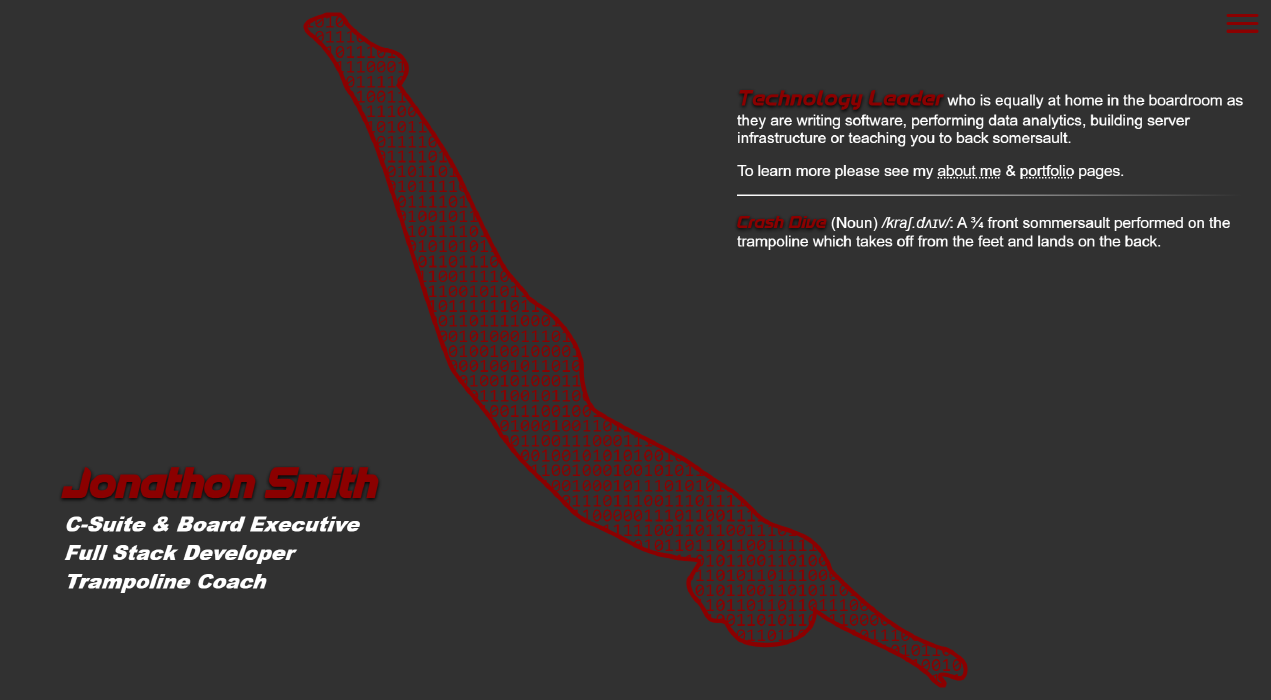 Technology Leader who is equally at home in the boardroom as
they are writing software, performing data analytics, building server
infrastructure or teaching you to back somersault.
To learn more please see my about me & portfolio pages.
Crash Dive (Noun) /kraʃ.dʌɪv/: A ¾ front sommersault performed on the
trampoline which takes off from the feet and lands on the back.
Jonathon Smith
C-Suite & Board Executive
Full Stack Developer
Trampoline Coach